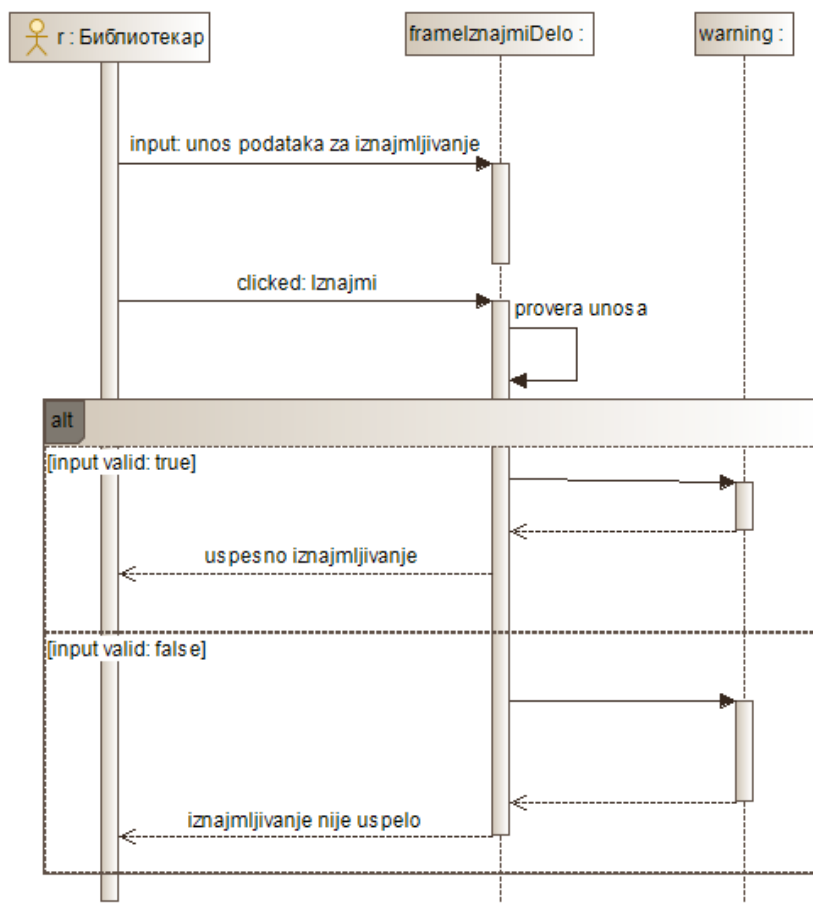 r : Библиотекар
frameIznajmiDelo :
warning :
input: unos podataka za iznajmljivanje
clicked: Iznajmi
provera unosa
alt
[input valid: true]
uspesno iznajmljivanje
[input valid: false]
iznajmljivanje nije uspelo